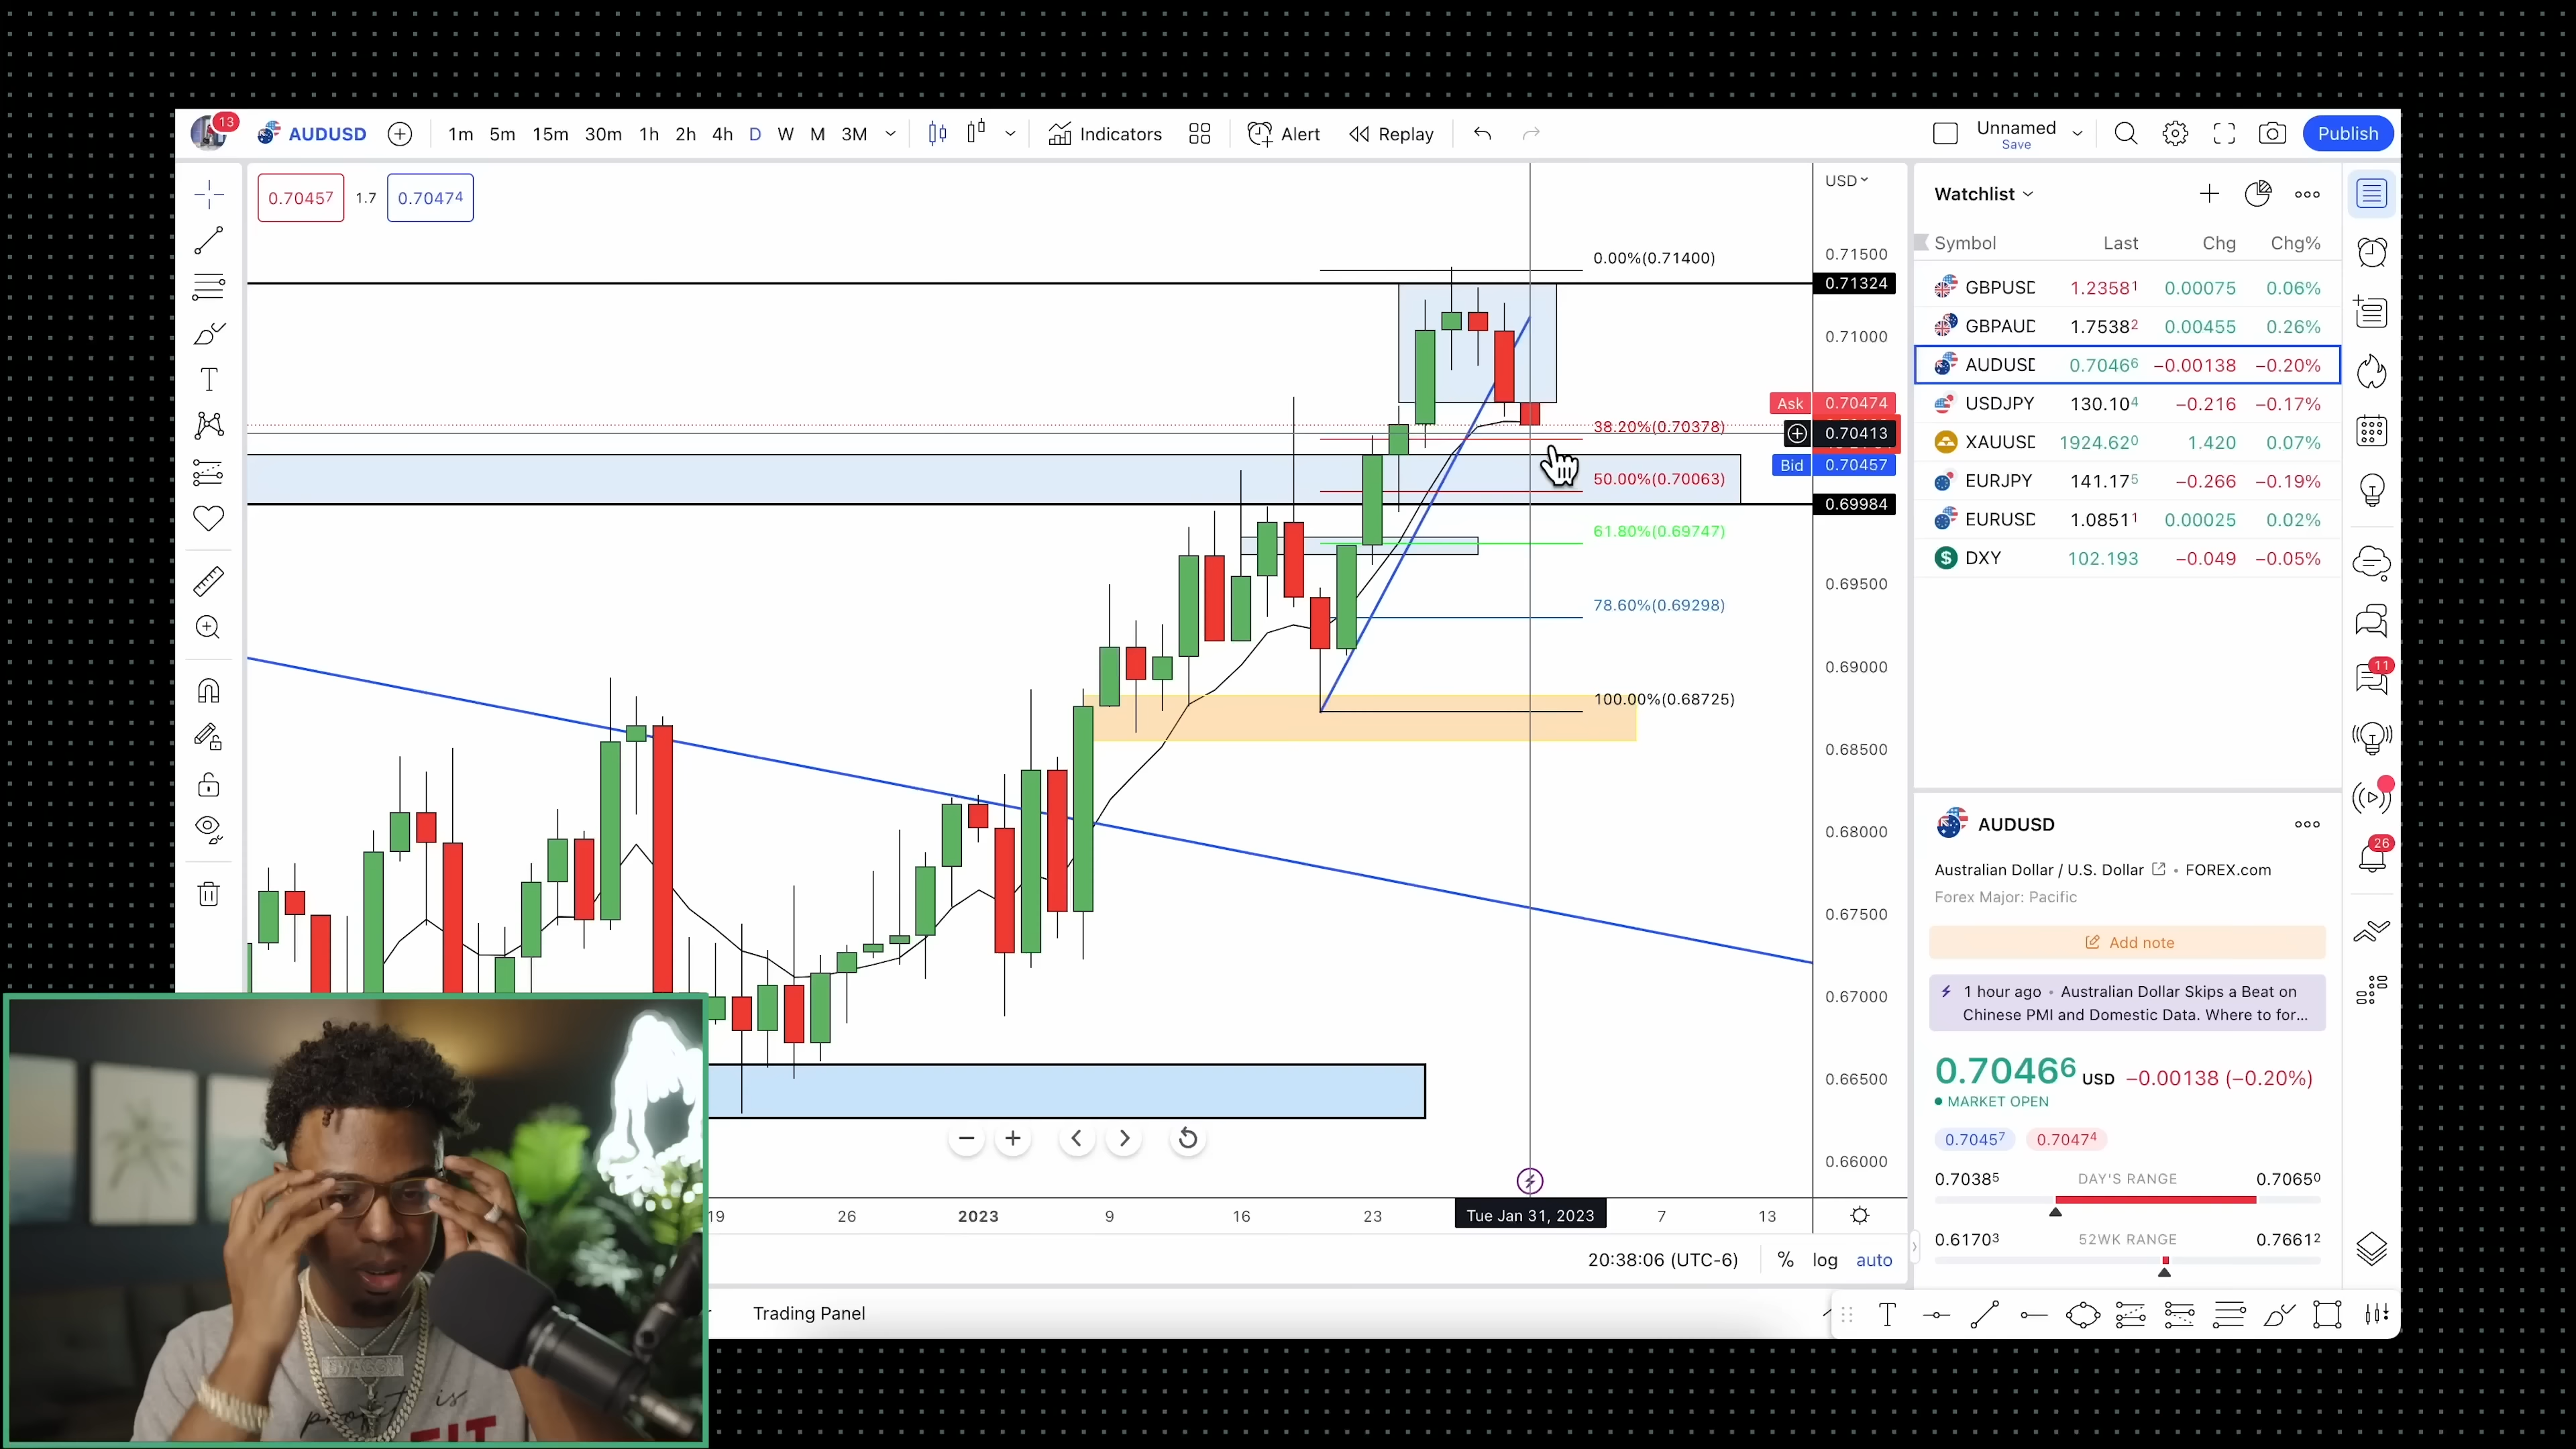 13
AUDUSD
1m 5m 15m 30m 1h 2h 4h D W M 3M
Indicators
Alert
Replay
Unnamed
Save
Publish
0.70457 1.7 0.70474
USD
0.71500
0.71324
0.71000
Ask 0.70474
0.70413
Bid 0.70457
0.69984
0.69500
0.69000
0.68500
0.68000
0.67500
0.67000
0.66500
0.66000
0.00%(0.71400)
38.20%(0.70378)
50.00%(0.70063)
61.80%(0.69747)
78.60%(0.69298)
100.00%(0.68725)
19 26 2023 9 16 23 Tue Jan 31, 2023 7 13
20:38:06 (UTC-6) % log auto
Trading Panel
Watchlist
Symbol Last Chg Chg%
GBPUSD 1.23581 0.00075 0.06%
GBPAUD 1.75382 0.00455 0.26%
AUDUSD 0.70466 −0.00138 −0.20%
USDJPY 130.104 −0.216 −0.17%
XAUUSD 1924.620 1.420 0.07%
EURJPY 141.175 −0.266 −0.19%
EURUSD 1.08511 0.00025 0.02%
DXY 102.193 −0.049 −0.05%
11
26
AUDUSD
Australian Dollar / U.S. Dollar • FOREX.com
Forex Major: Pacific
Add note
1 hour ago • Australian Dollar Skips a Beat on
Chinese PMI and Domestic Data. Where to for...
0.70466 USD −0.00138 (−0.20%)
MARKET OPEN
0.70457 0.70474
0.70385 DAY'S RANGE 0.70650
0.61703 52WK RANGE 0.76612
profit is